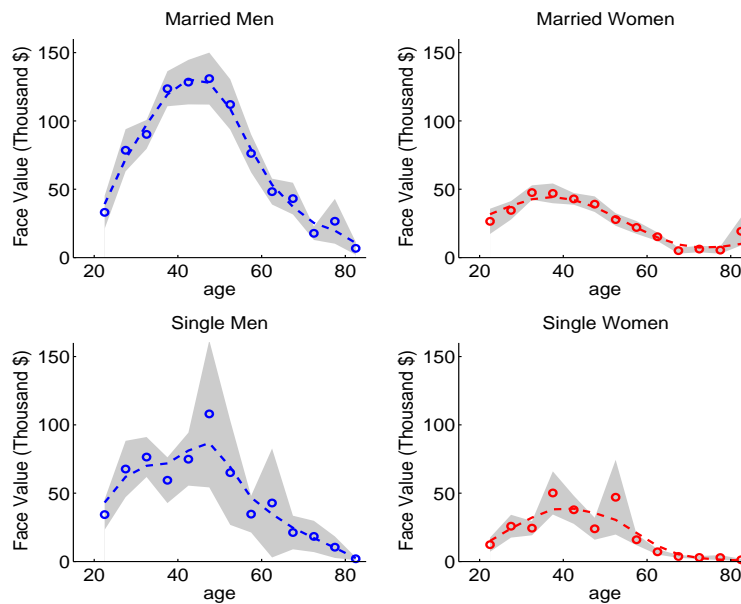 Married Men
Face Value (Thousand $)
150
100
50
0
20 40 60 80
age
Married Women
Face Value (Thousand $)
150
100
50
0
20 40 60 80
age
Single Men
Face Value (Thousand $)
150
100
50
0
20 40 60 80
age
Single Women
Face Value (Thousand $)
150
100
50
0
20 40 60 80
age